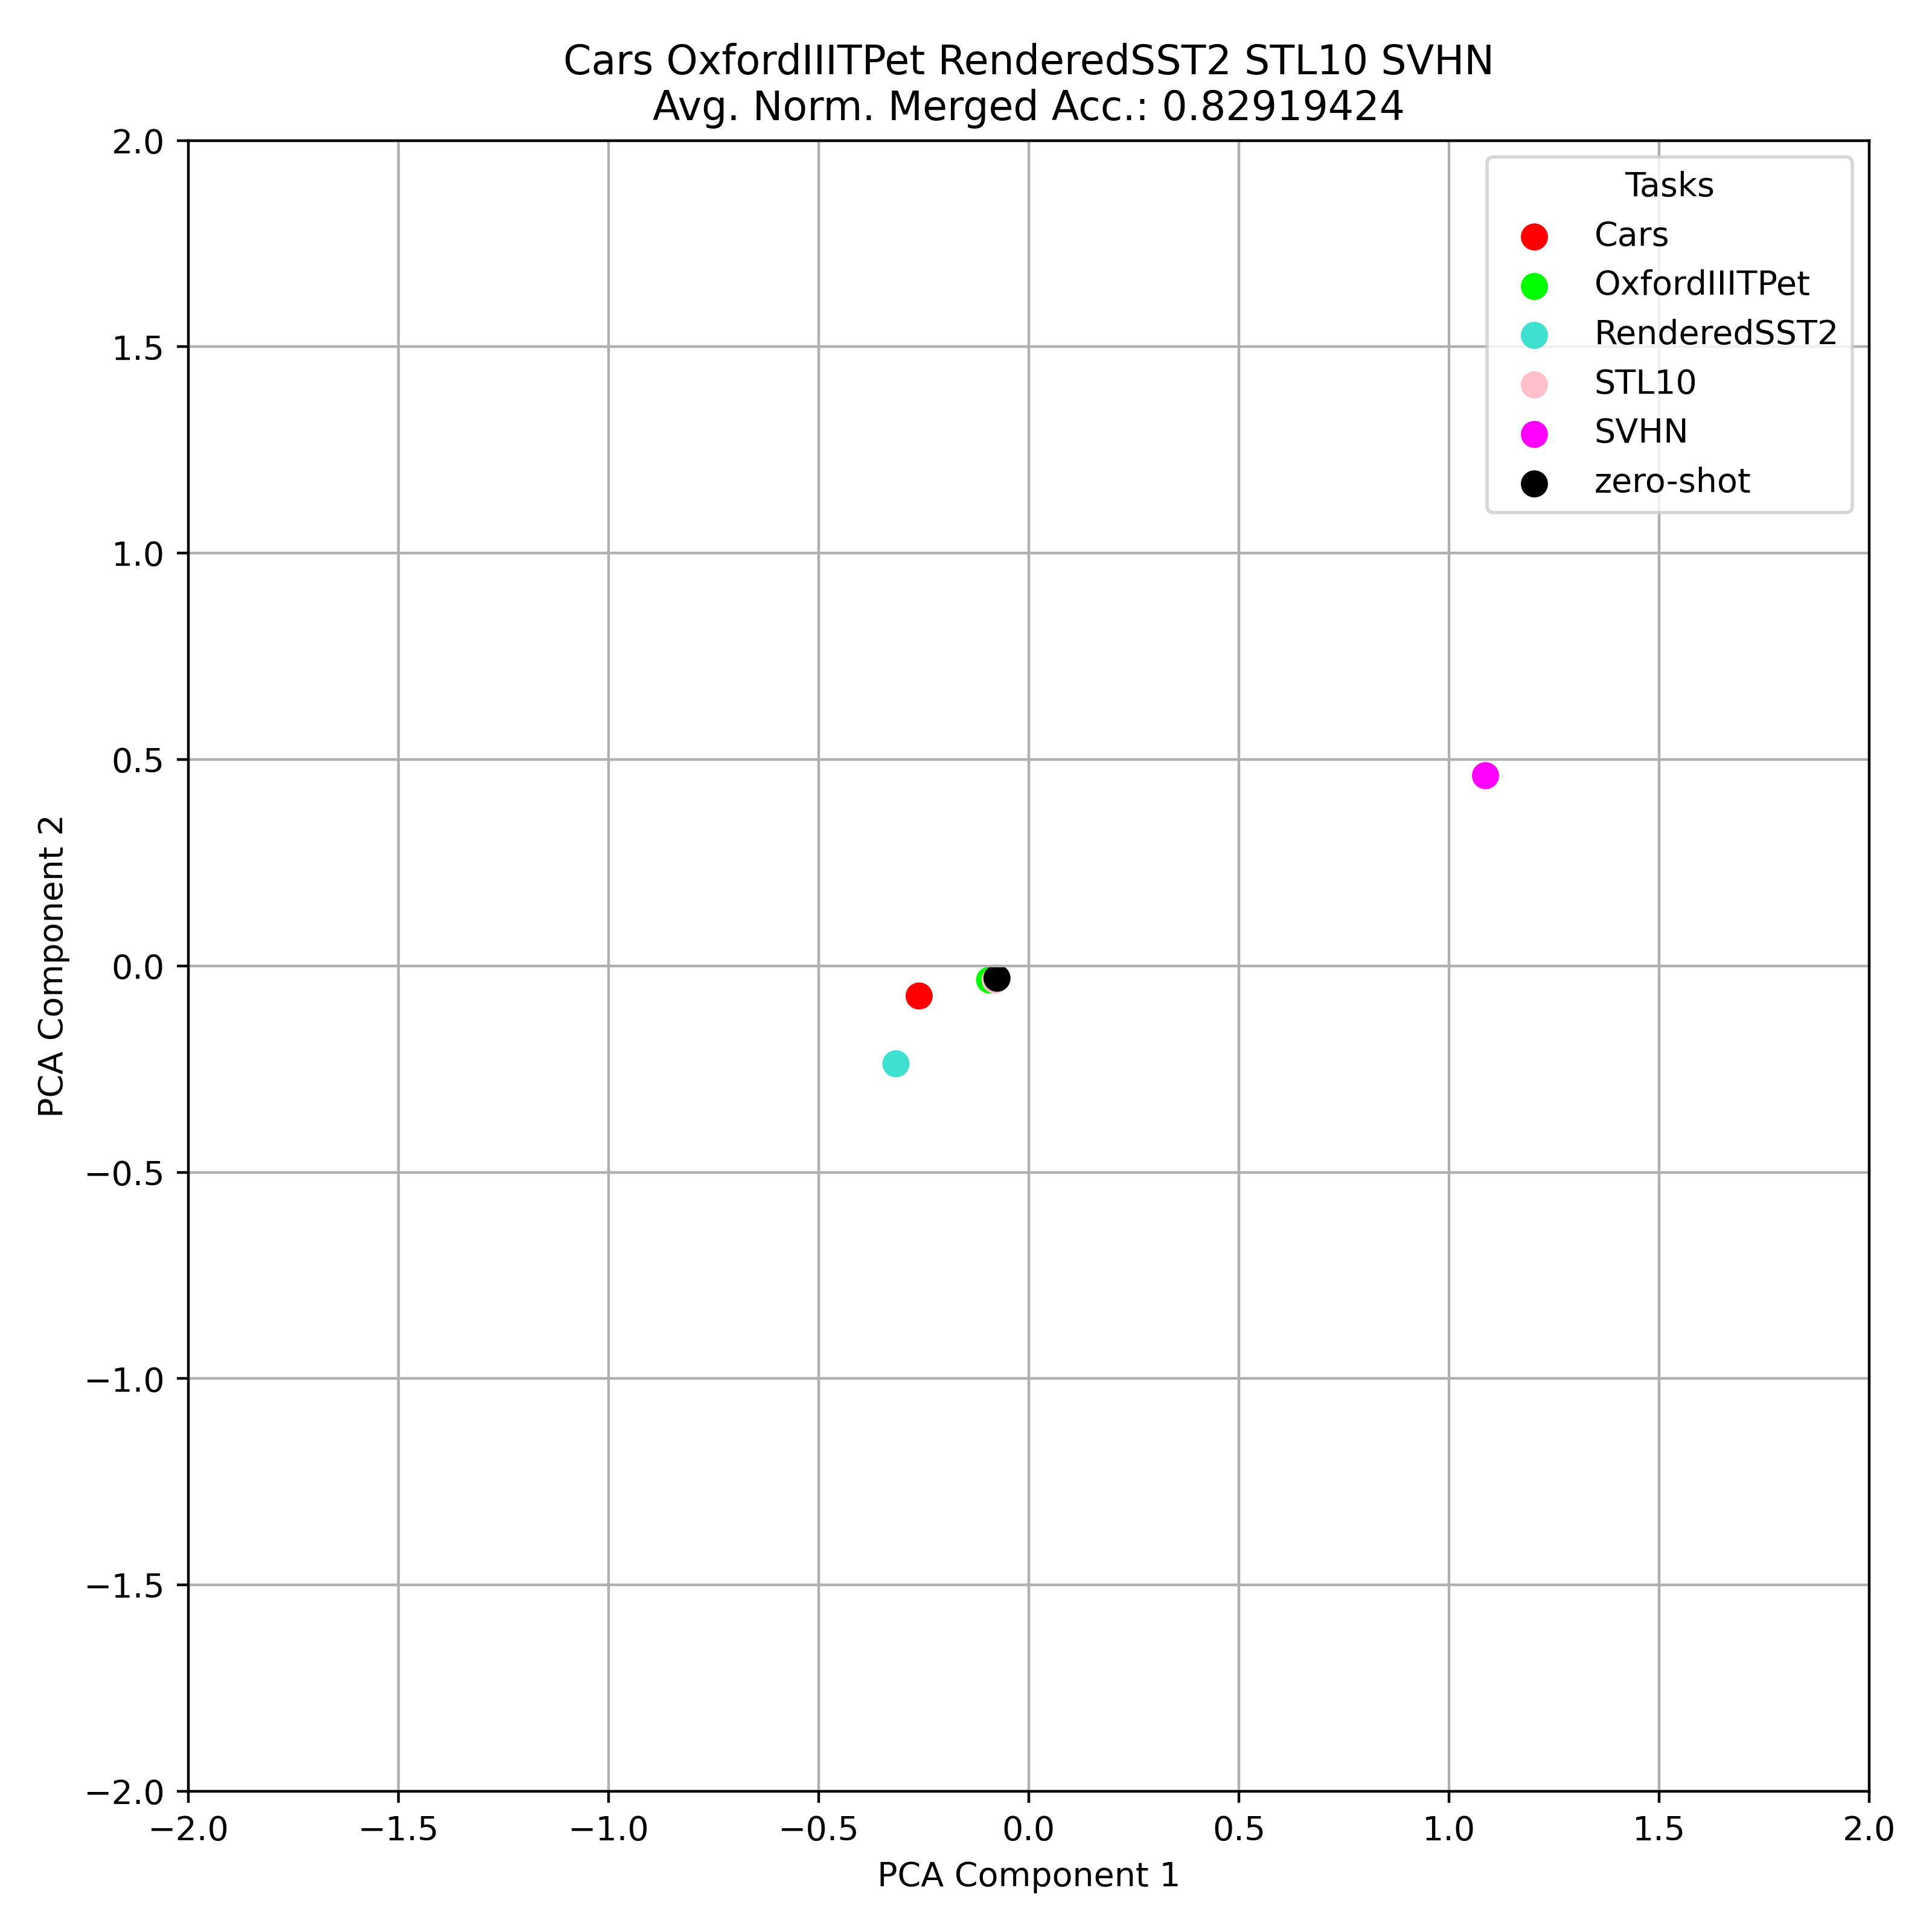 Cars OxfordIIITPet RenderedSST2 STL10 SVHN
Avg. Norm. Merged Acc.: 0.82919424
Tasks
Cars
OxfordIIITPet
RenderedSST2
STL10
SVHN
zero-shot
2.0
1.5
1.0
0.5
0.0
−0.5
−1.0
−1.5
−2.0
PCA Component 2
−2.0 −1.5 −1.0 −0.5 0.0 0.5 1.0 1.5 2.0
PCA Component 1